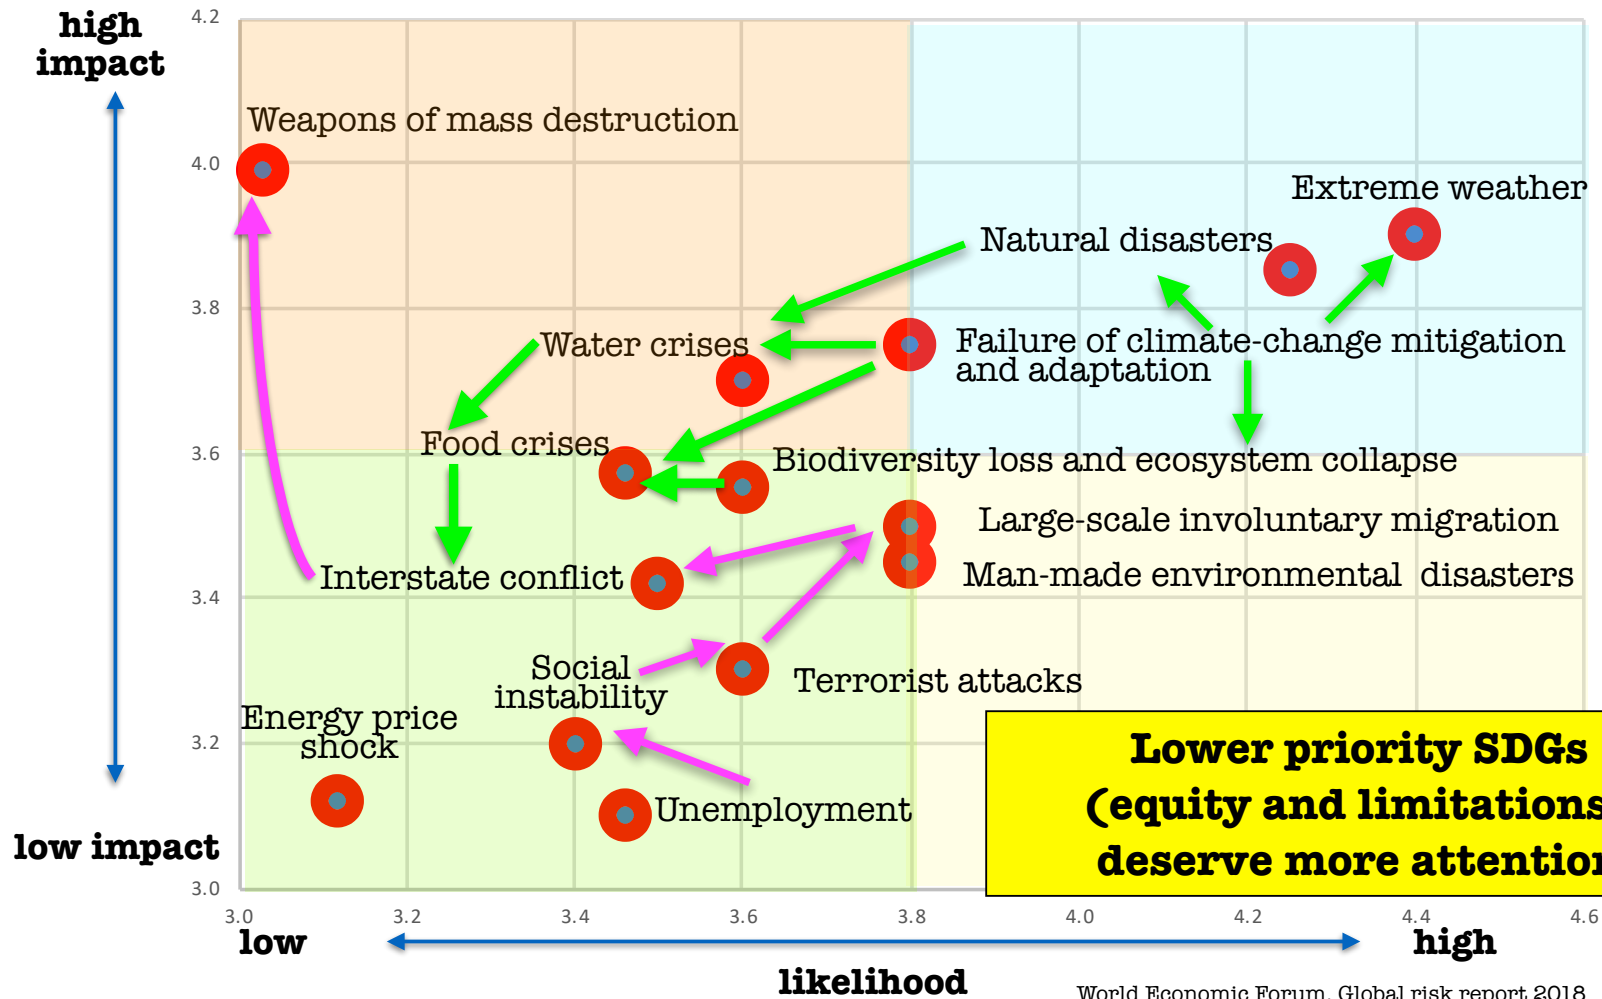 high
impact
4.2
Weapons of mass destruction
4.0
Extreme weather
Natural disasters
3.8
Water crises
Failure of climate-change mitigation
and adaptation
Food crises
3.6
Biodiversity loss and ecosystem collapse
Large-scale involuntary migration
Interstate conflict
Man-made environmental disasters
3.4
Social
instability
Terrorist attacks
Energy price
shock
3.2
Unemployment
Lower priority SDGs
(equity and limitations
deserve more attention
low impact
3.0
3.0 3.2 3.4 3.6 3.8 4.0 4.2 4.4 4.6
low
high
likelihood
World Economic Forum, Global risk report 2018